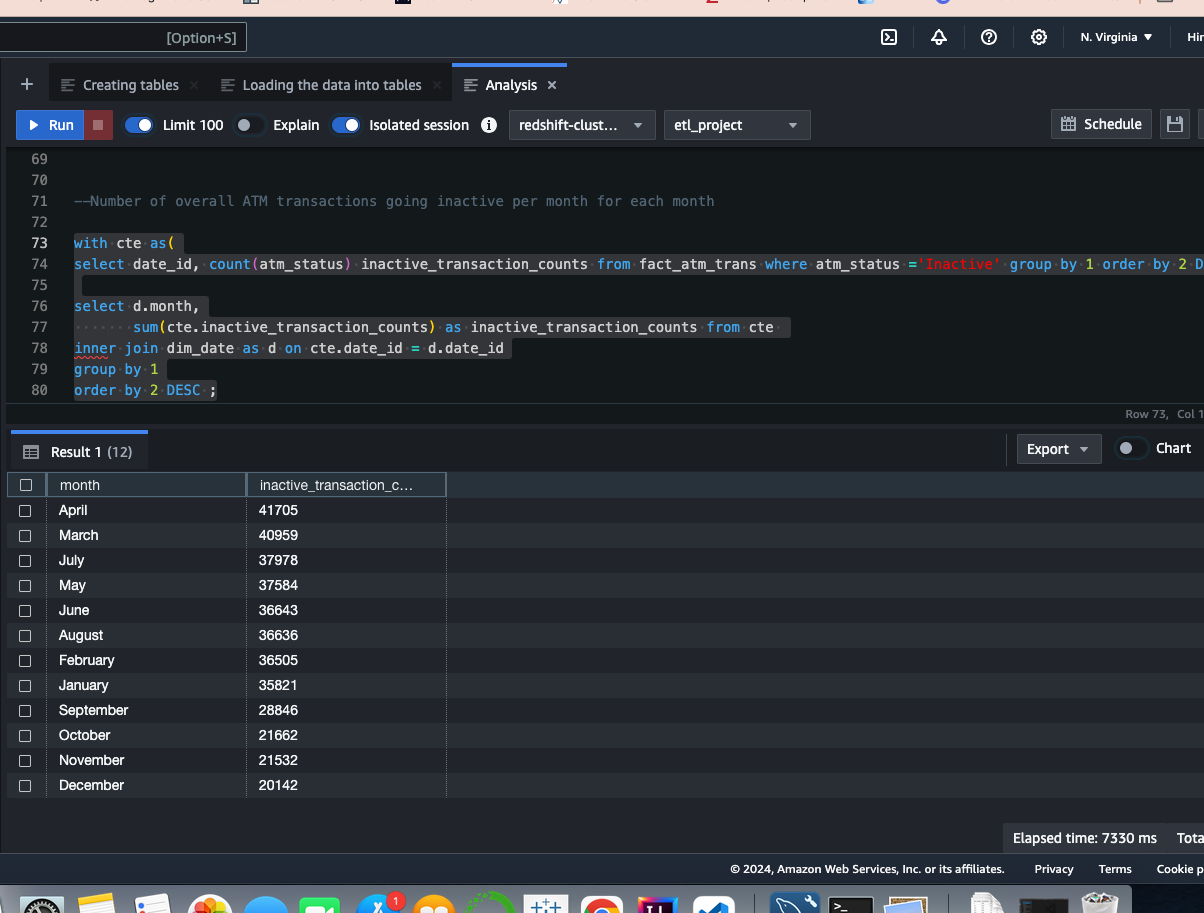 [Option+S]
N. Virginia
Creating tables
Loading the data into tables
Analysis
Run
Limit 100
Explain
Isolated session
redshift-clust...
etl_project
Schedule
69
70
71 --Number of overall ATM transactions going inactive per month for each month
72
73 with cte as(
74 select date_id, count(atm_status) inactive_transaction_counts from fact_atm_trans where atm_status ='Inactive' group by 1 order by 2 D
75
76 select d.month,
77 sum(cte.inactive_transaction_counts) as inactive_transaction_counts from cte
78 inner join dim_date as d on cte.date_id = d.date_id
79 group by 1
80 order by 2 DESC ;
Row 73, Col 1
Result 1 (12)
Export
Chart
month inactive_transaction_c...
April 41705
March 40959
July 37978
May 37584
June 36643
August 36636
February 36505
January 35821
September 28846
October 21662
November 21532
December 20142
Elapsed time: 7330 ms
© 2024, Amazon Web Services, Inc. or its affiliates.
Privacy
Terms
Cookie p
1